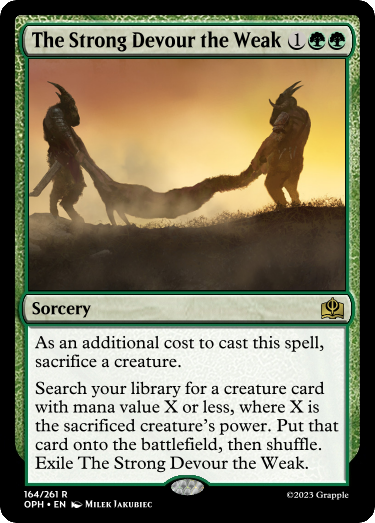 The Strong Devour the Weak 1
Sorcery
As an additional cost to cast this spell,
sacrifice a creature.
Search your library for a creature card
with mana value X or less, where X is
the sacrificed creature's power. Put that
card onto the battlefield, then shuffle.
Exile The Strong Devour the Weak.
164/261 R
OPH • EN Milek Jakubiec
©2023 Grapple